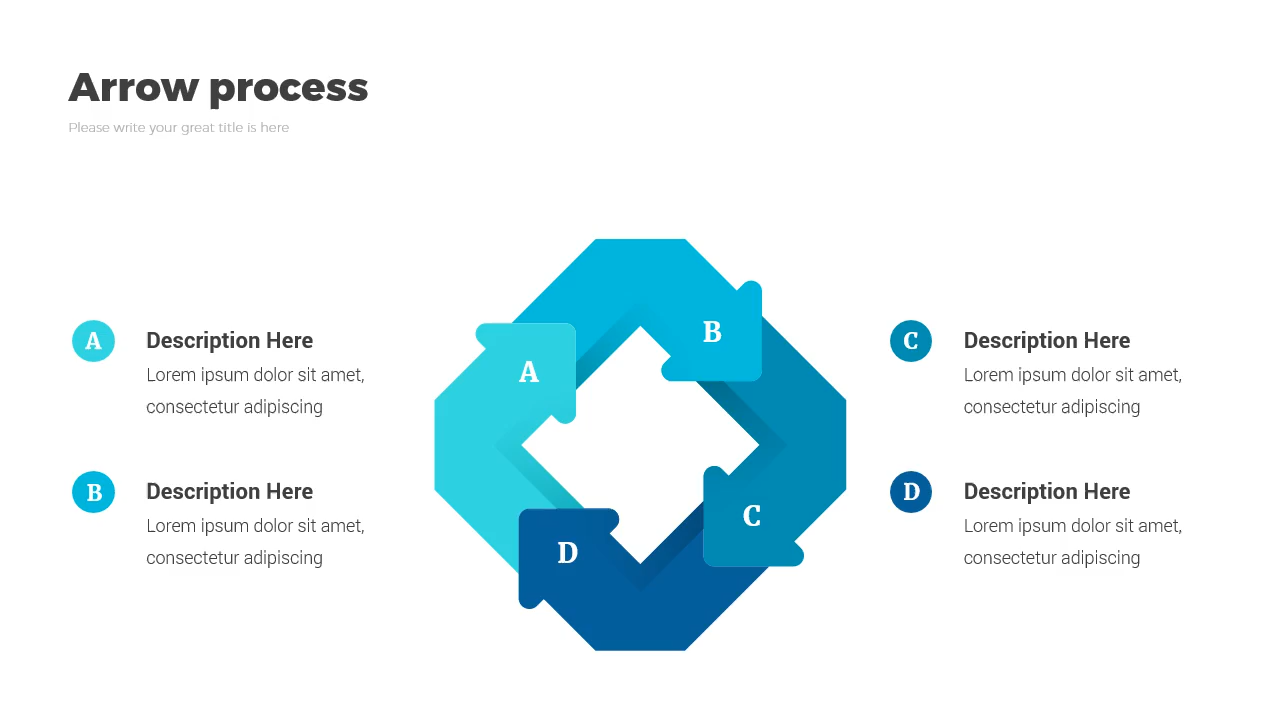 Arrow process
Please write your great title is here
A
Description Here
Lorem ipsum dolor sit amet,
consectetur adipiscing
B
Description Here
Lorem ipsum dolor sit amet,
consectetur adipiscing
A
B
C
D
C
Description Here
Lorem ipsum dolor sit amet,
consectetur adipiscing
D
Description Here
Lorem ipsum dolor sit amet,
consectetur adipiscing